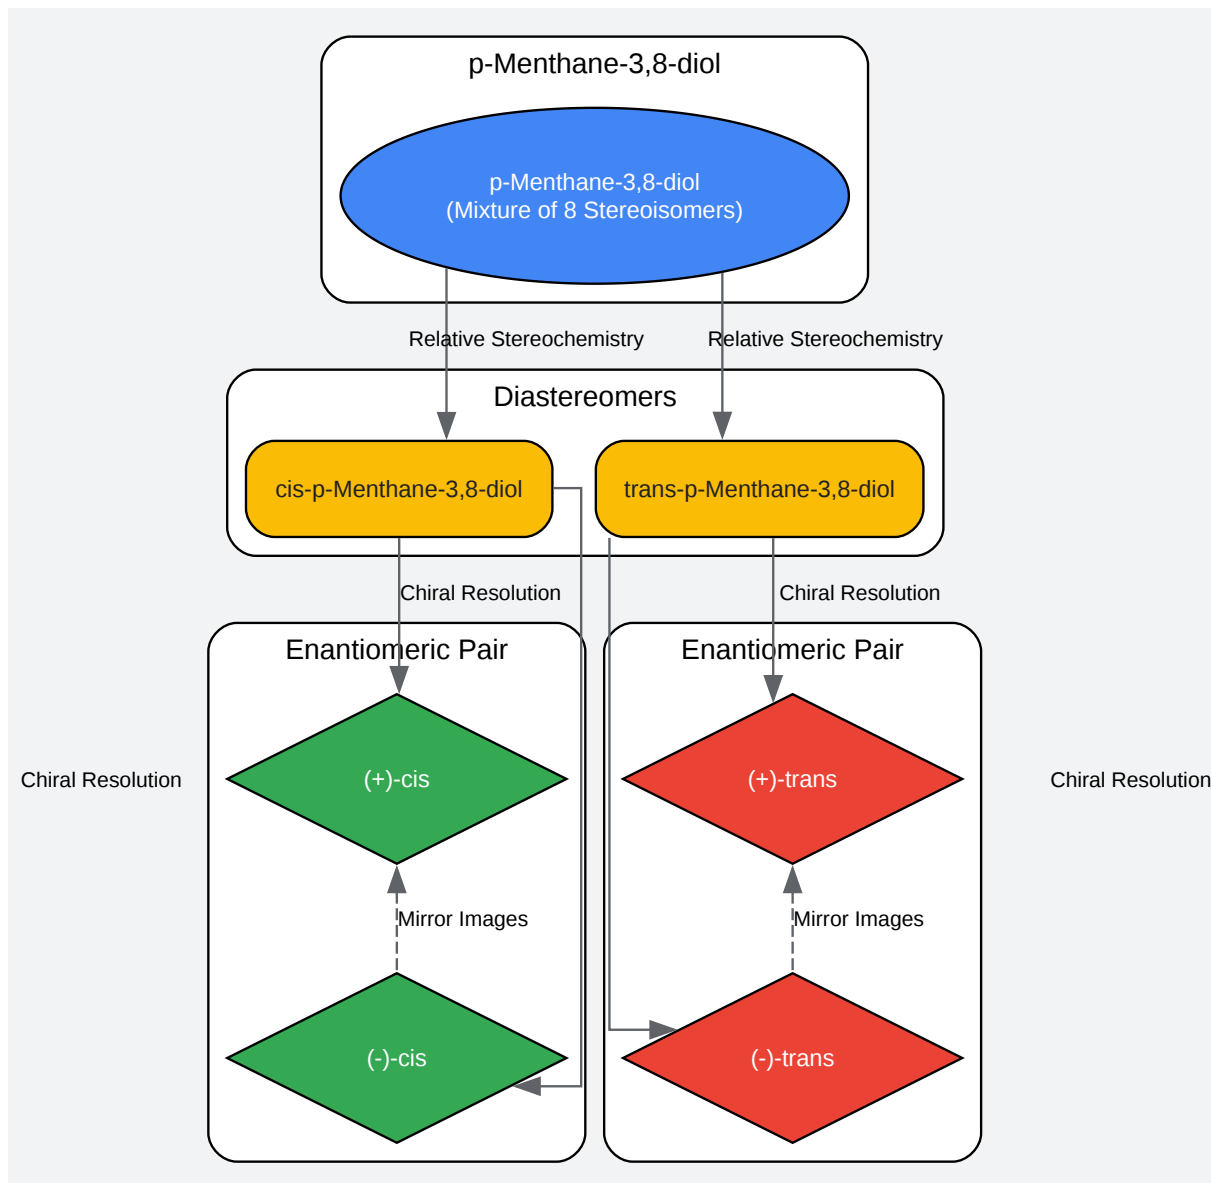 p-Menthane-3,8-diol
p-Menthane-3,8-diol
(Mixture of 8 Stereoisomers)
Relative Stereochemistry
Relative Stereochemistry
Diastereomers
cis-p-Menthane-3,8-diol
trans-p-Menthane-3,8-diol
Chiral Resolution
Chiral Resolution
Enantiomeric Pair
Enantiomeric Pair
Chiral Resolution
(+)-cis
(+)-trans
Chiral Resolution
Mirror Images
Mirror Images
(-)-cis
(-)-trans